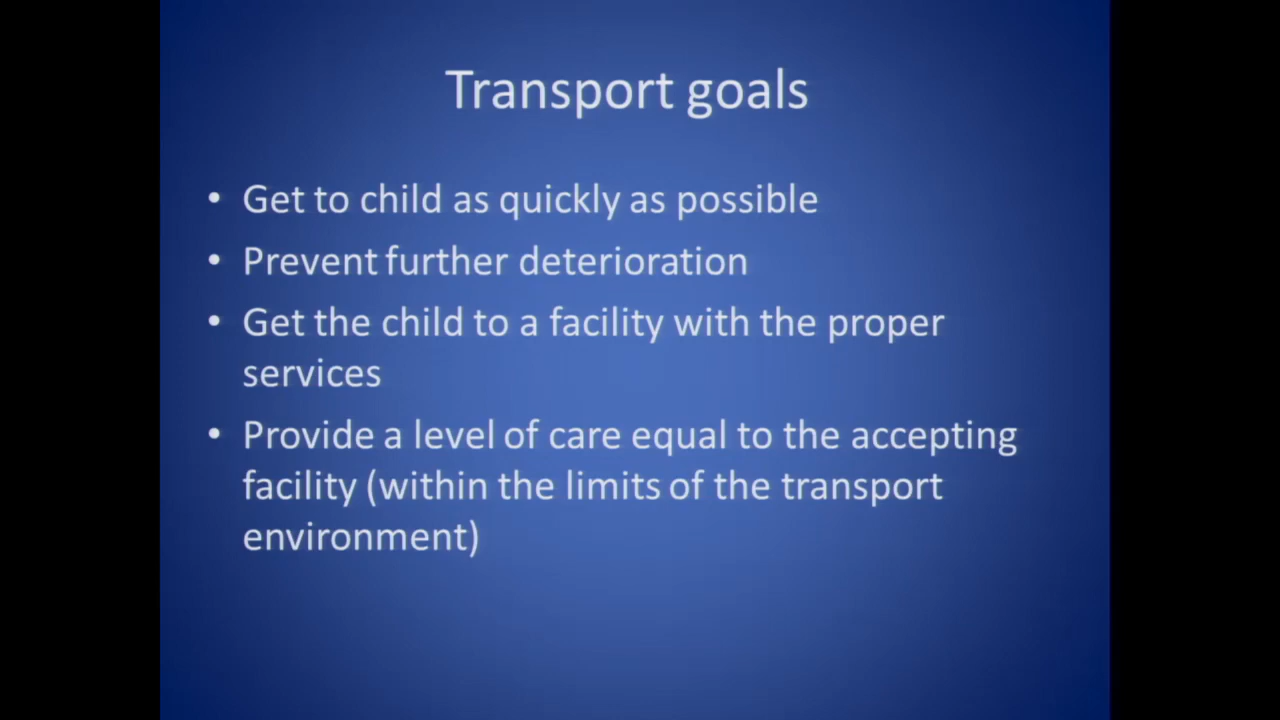 Transport goals
• Get to child as quickly as possible
• Prevent further deterioration
• Get the child to a facility with the proper
services
• Provide a level of care equal to the accepting
facility (within the limits of the transport
environment)